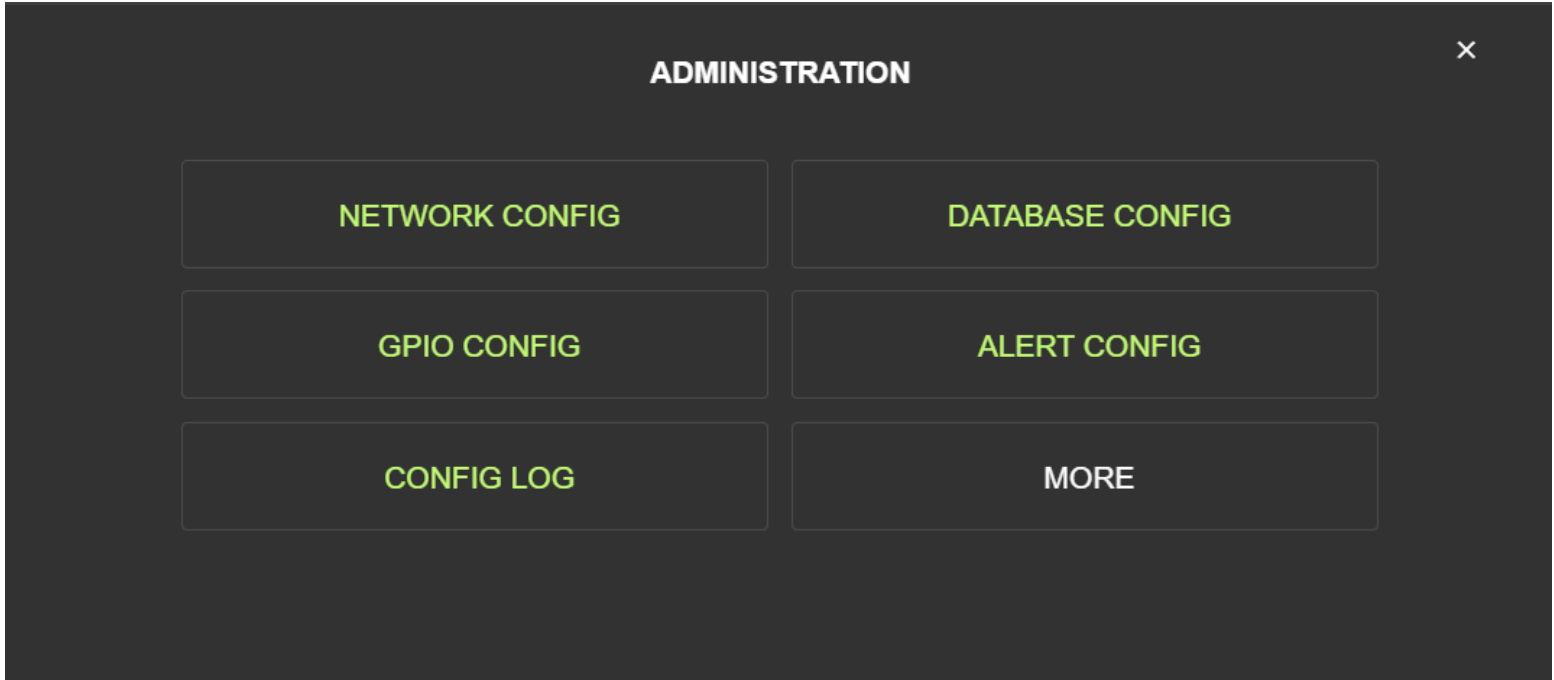 ADMINISTRATION
×
NETWORK CONFIG
DATABASE CONFIG
GPIO CONFIG
ALERT CONFIG
CONFIG LOG
MORE